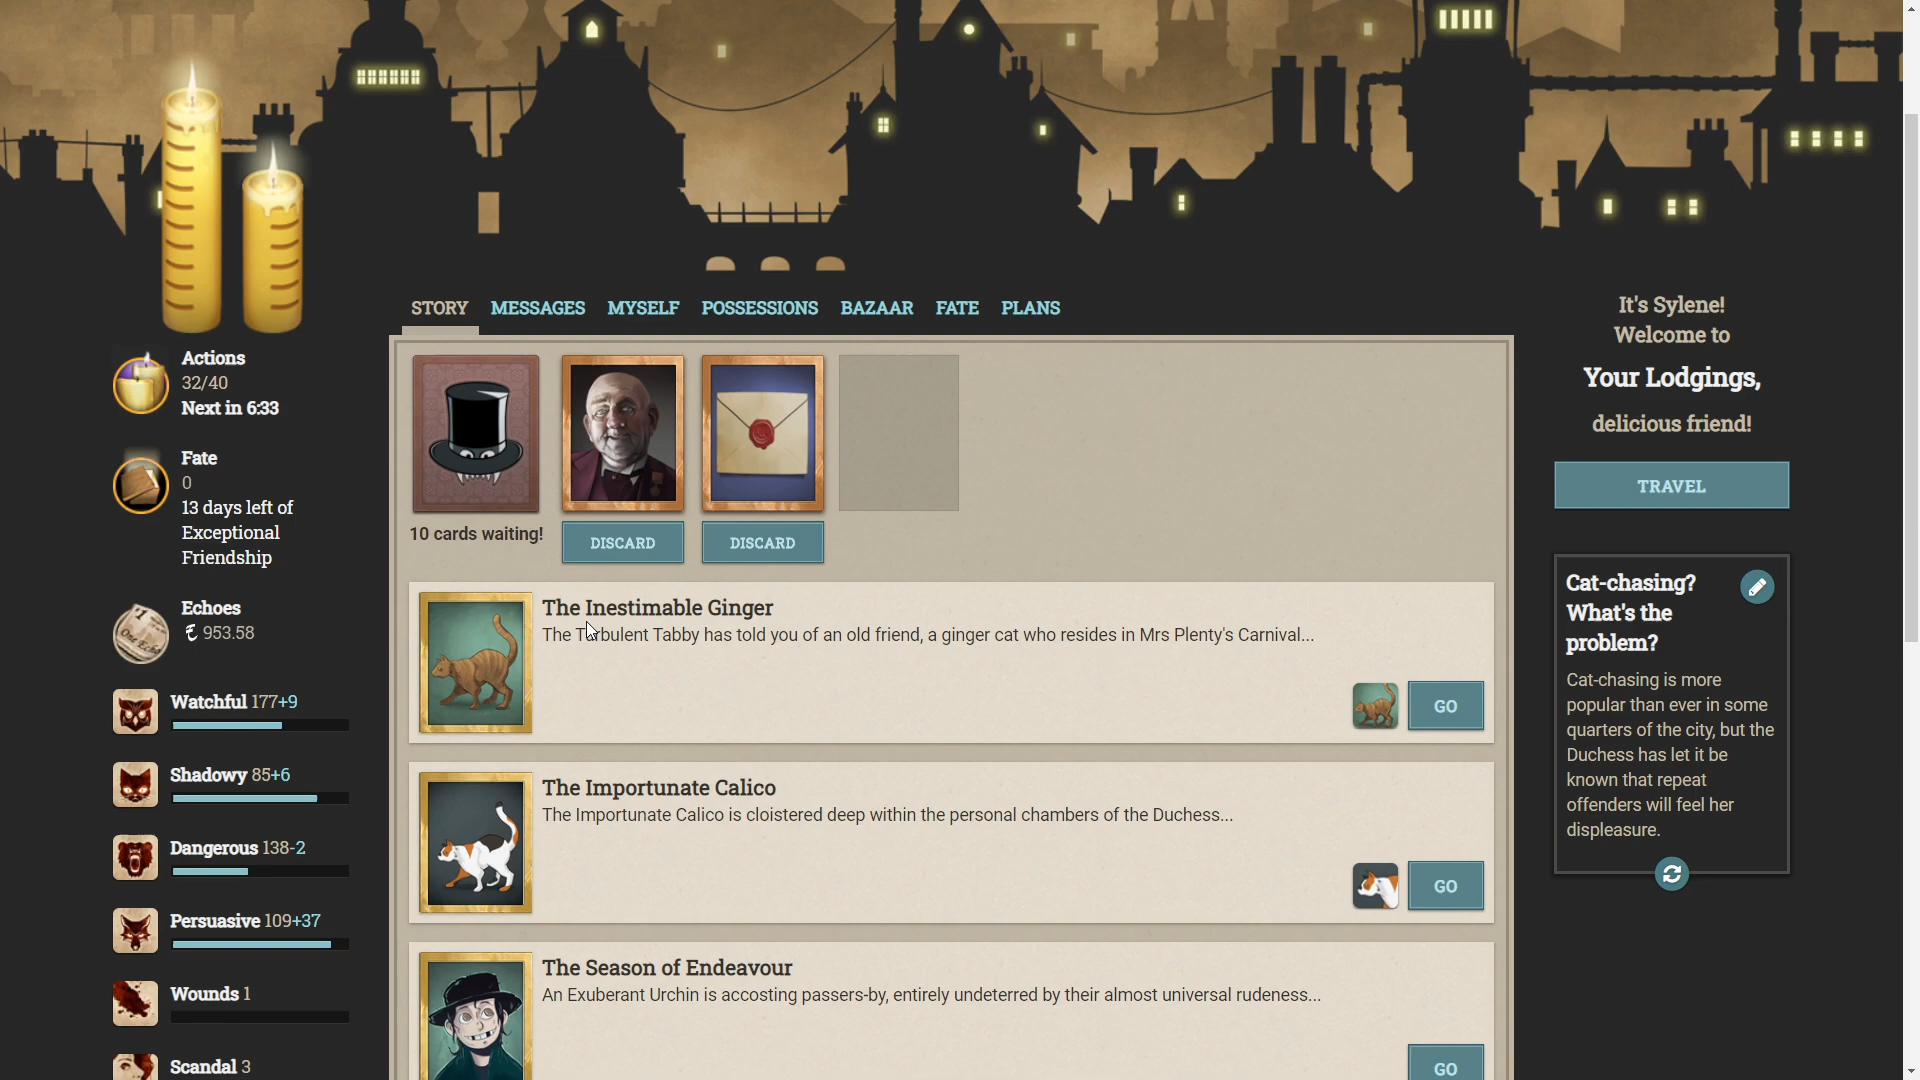 STORY MESSAGES MYSELF POSSESSIONS BAZAAR FATE PLANS
Actions
32/40
Next in 6:33
Fate
0
13 days left of
Exceptional
Friendship
Echoes
953.58
Watchful 177+9
Shadowy 85+6
Dangerous 138-2
Persuasive 109+37
Wounds 1
Scandal 3
10 cards waiting!
DISCARD
DISCARD
The Inestimable Ginger
The Turbulent Tabby has told you of an old friend, a ginger cat who resides in Mrs Plenty's Carnival...
GO
The Importunate Calico
The Importunate Calico is cloistered deep within the personal chambers of the Duchess...
GO
The Season of Endeavour
An Exuberant Urchin is accosting passers-by, entirely undeterred by their almost universal rudeness...
GO
It's Sylene!
Welcome to
Your Lodgings,
delicious friend!
TRAVEL
Cat-chasing?
What's the
problem?
Cat-chasing is more
popular than ever in some
quarters of the city, but the
Duchess has let it be
known that repeat
offenders will feel her
displeasure.